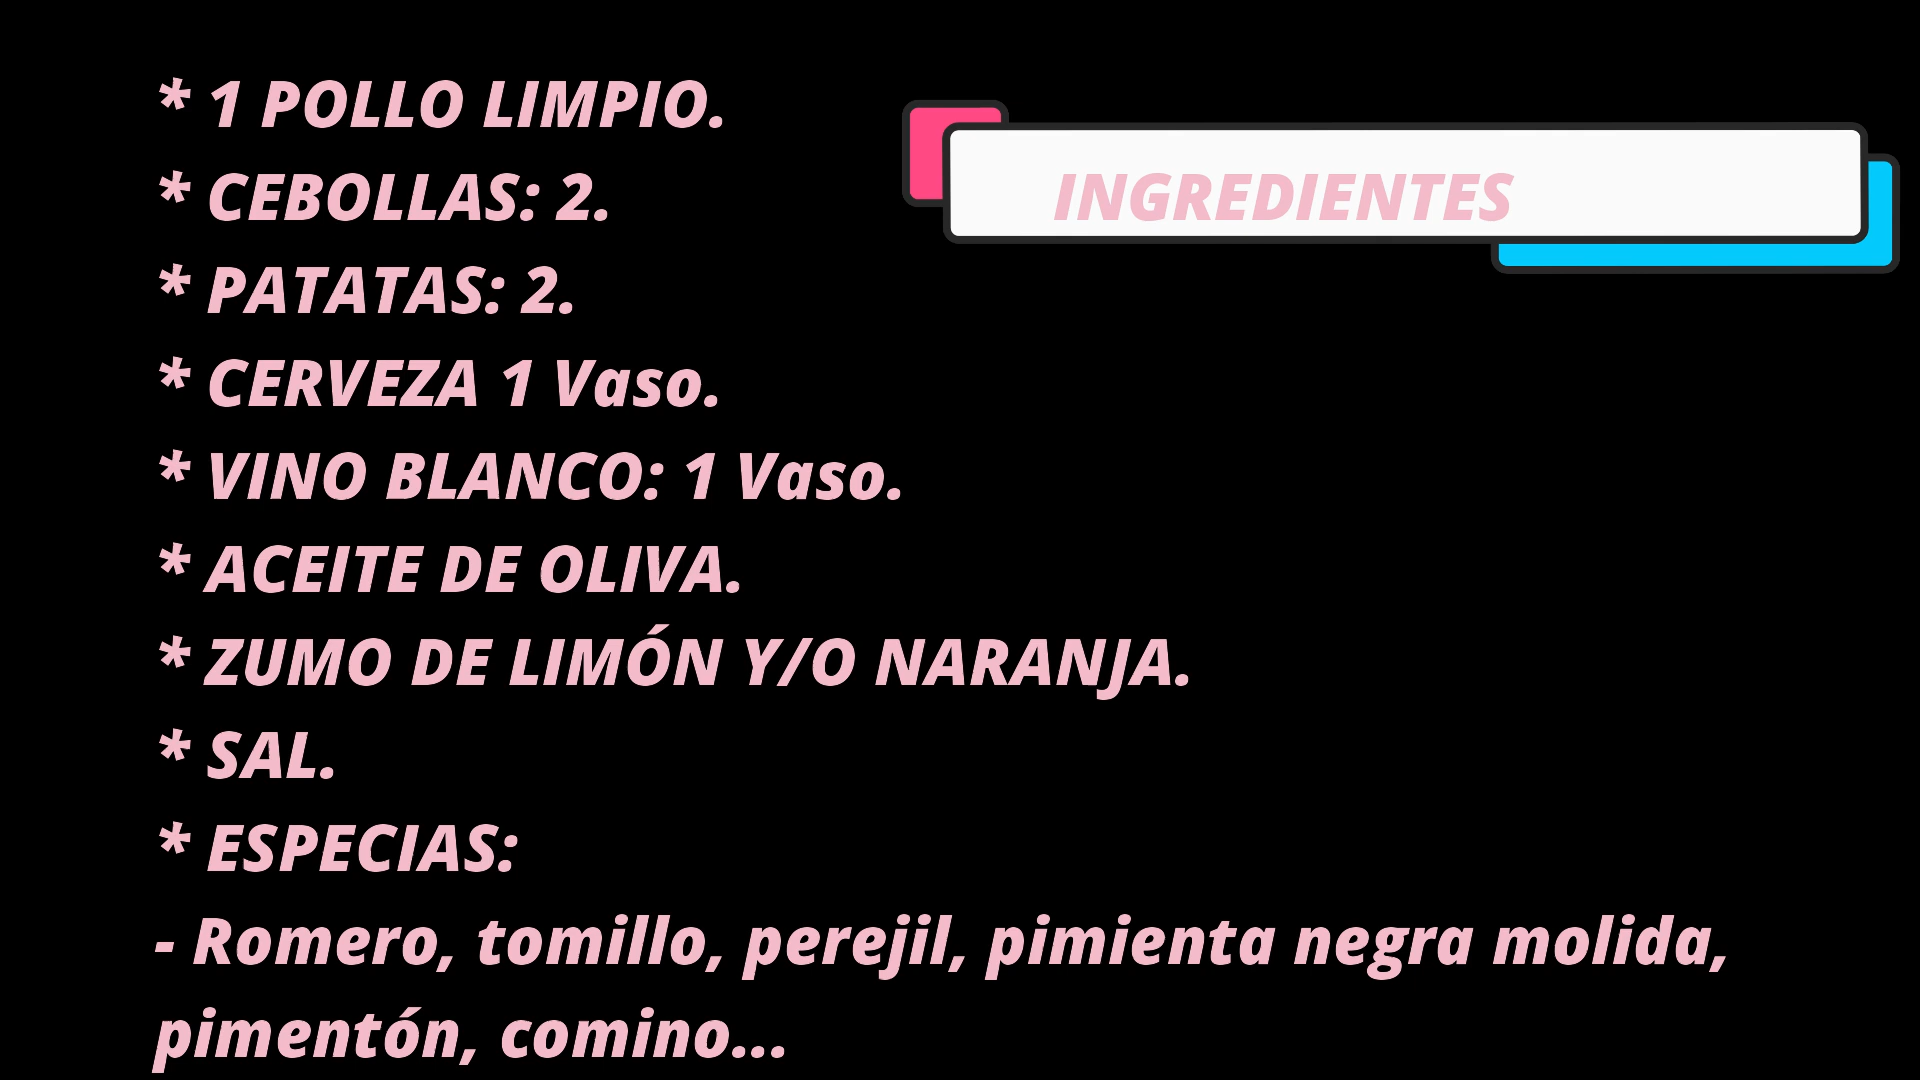 * 1 POLLO LIMPIO.
INGREDIENTES
* CEBOLLAS: 2.
* PATATAS: 2.
* CERVEZA 1 Vaso.
* VINO BLANCO: 1 Vaso.
* ACEITE DE OLIVA.
* ZUMO DE LIMÓN Y/O NARANJA.
* SAL.
* ESPECIAS:
- Romero, tomillo, perejil, pimienta negra molida,
pimentón, comino...